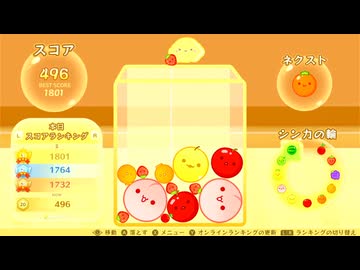 スコア
496
BEST SCORE
1801
ネクスト
L 本日 R
スコアランキング
1801
1764
1732
496
シンカの輪
移動 A 落とす X メニュー Y オンラインランキングの更新 L/R ランキングの切り替え